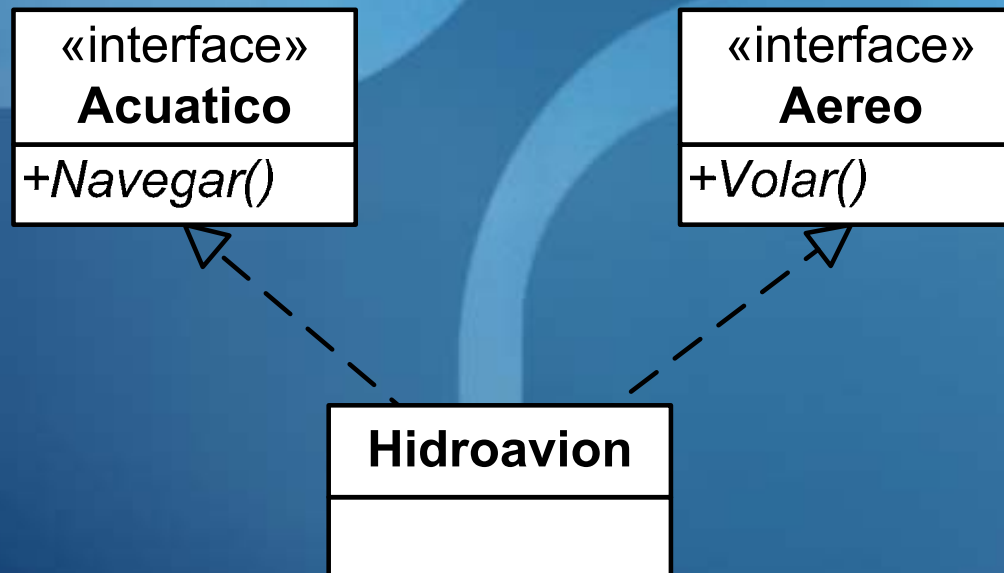 «interface»
Acuatico
+Navegar()
«interface»
Aereo
+Volar()
Hidroavion